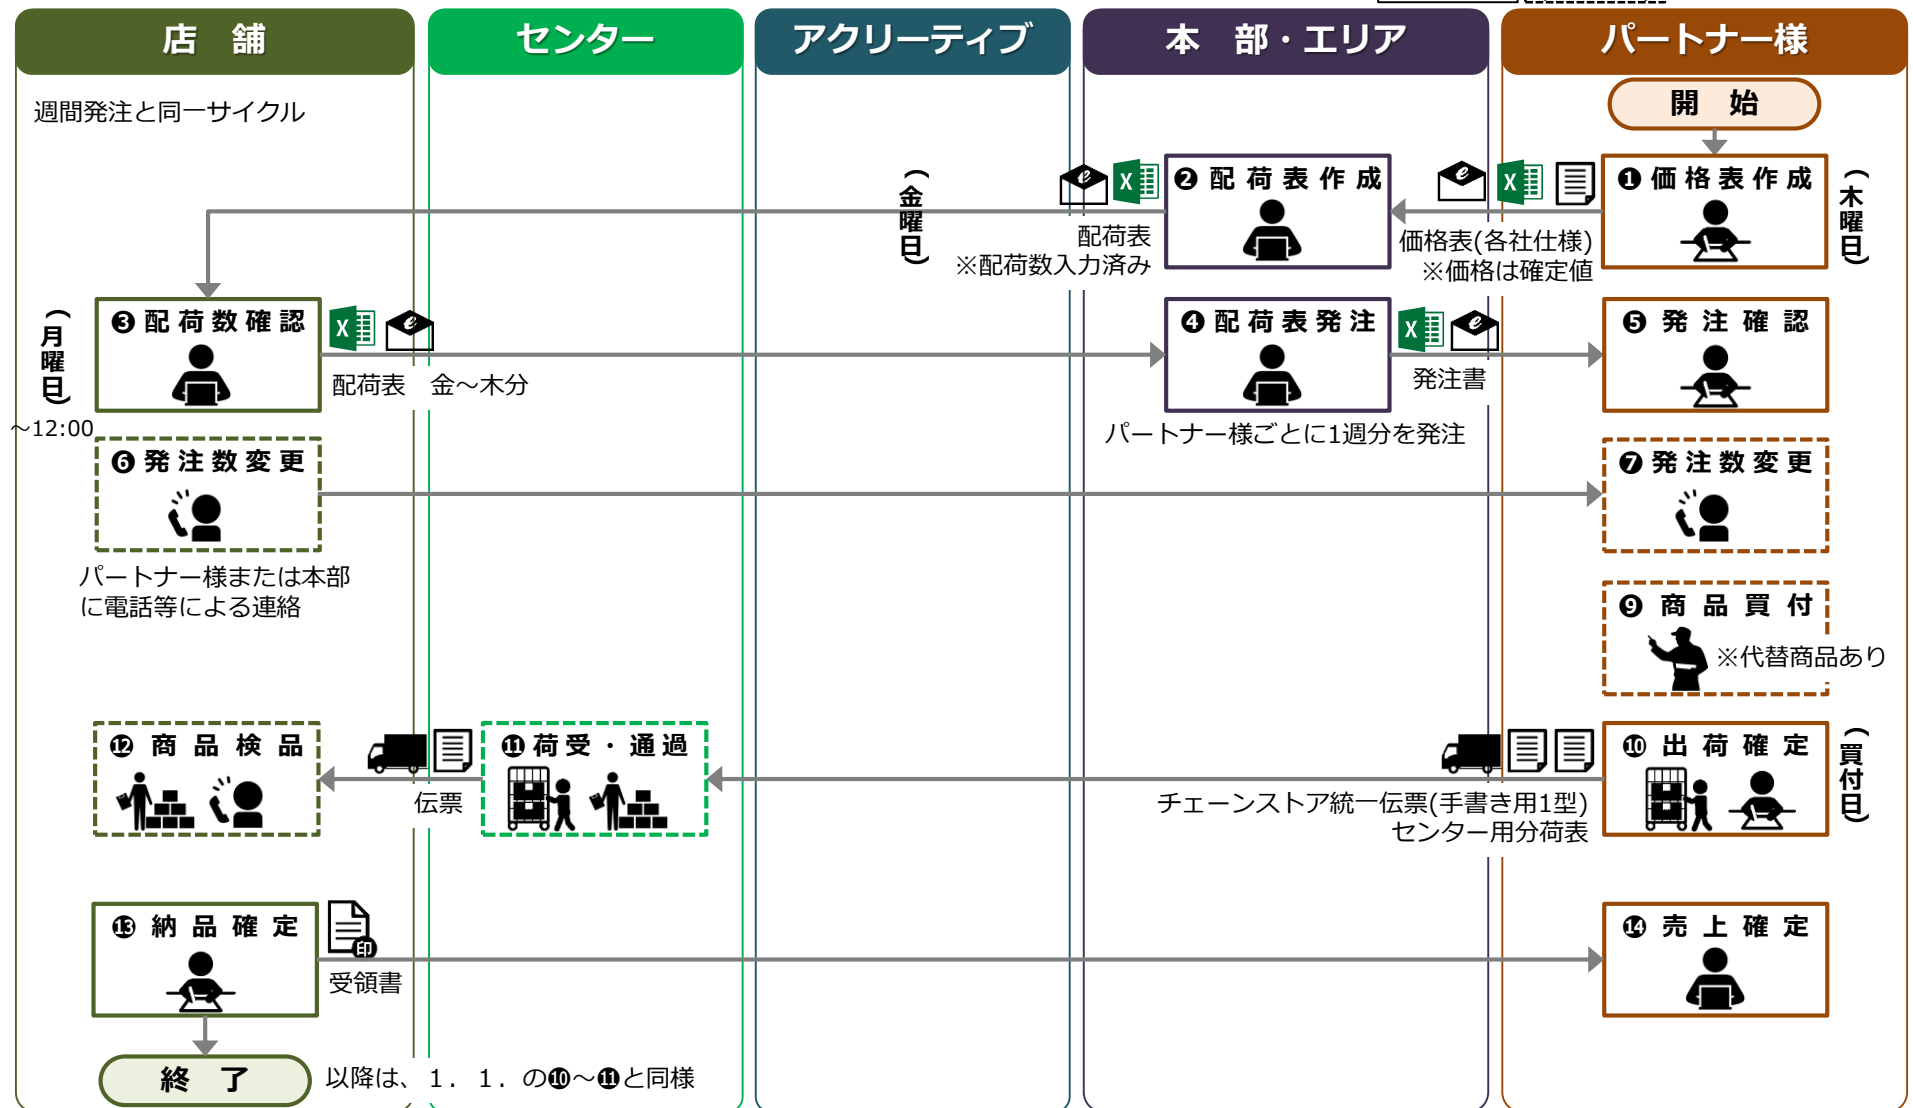 店　舗
センター
アクリーティブ
本　部・エリア
パートナー様
週間発注と同一サイクル
開　始
❶価格表作成
(木曜日)
価格表(各社仕様)
※価格は確定値
❷配荷表作成
(金曜日)
配荷表
※配荷数入力済み
(月曜日)
～12:00
❸配荷数確認
配荷表　金～木分
❹配荷表発注
発注書
パートナー様ごとに1週分を発注
❺発注確認
❻発注数変更
パートナー様または本部
に電話等による連絡
❼発注数変更
❾商品買付
※代替商品あり
❿出荷確定
(買付日)
チェーンストア統一伝票(手書き用1型)
センター用分荷表
⓫荷受・通過
伝票
⓬商品検品
⓭納品確定
印
受領書
⓮売上確定
終　了
以降は、１．１．の❿～⓫と同様